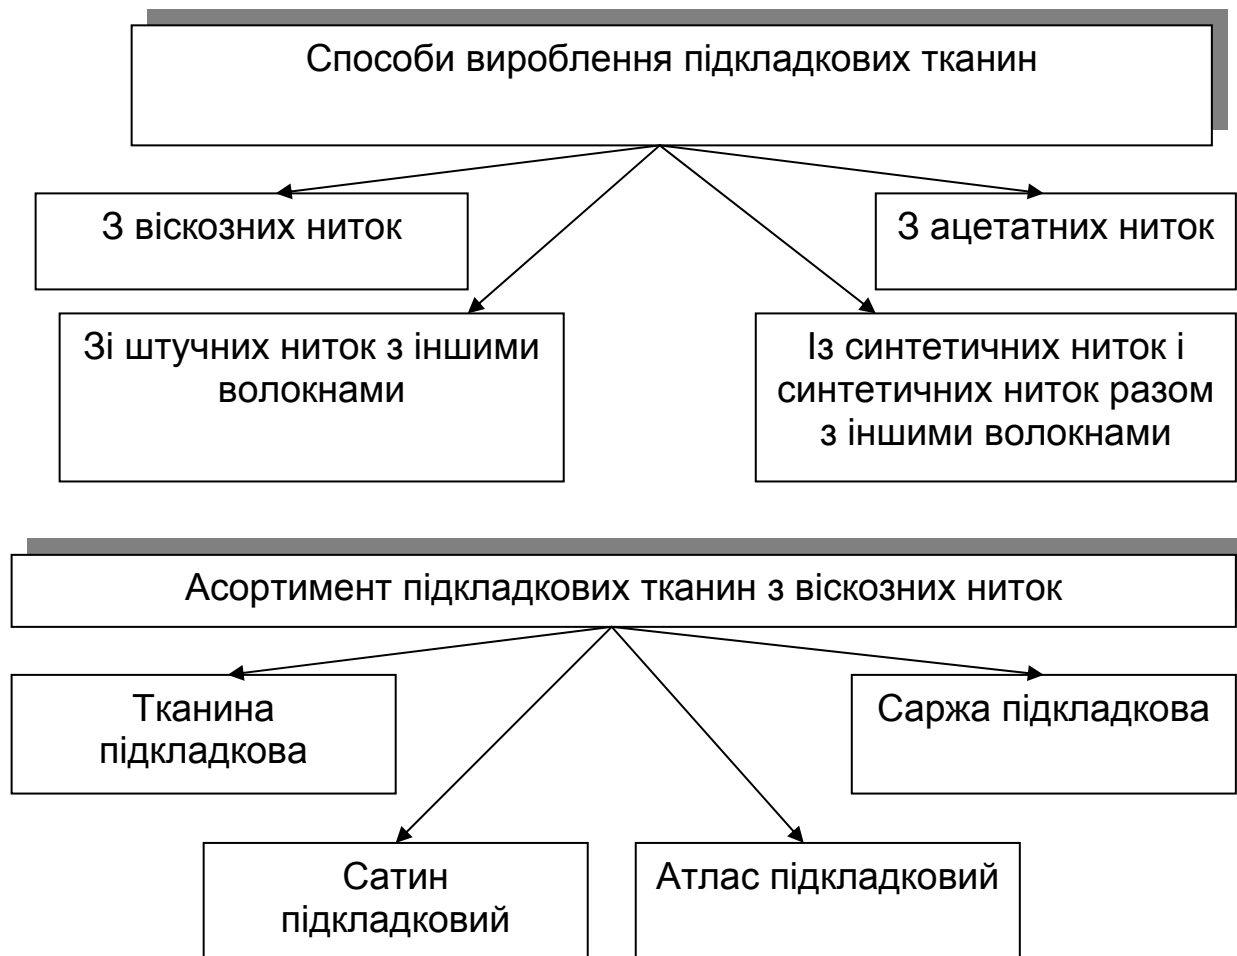 Способи вироблення підкладкових тканин
З віскозних ниток
З ацетатних ниток
Зі штучних ниток з іншими
волокнами
Із синтетичних ниток і
синтетичних ниток разом
з іншими волокнами
Асортимент підкладкових тканин з віскозних ниток
Тканина
підкладкова
Саржа підкладкова
Сатин
підкладковий
Атлас підкладковий